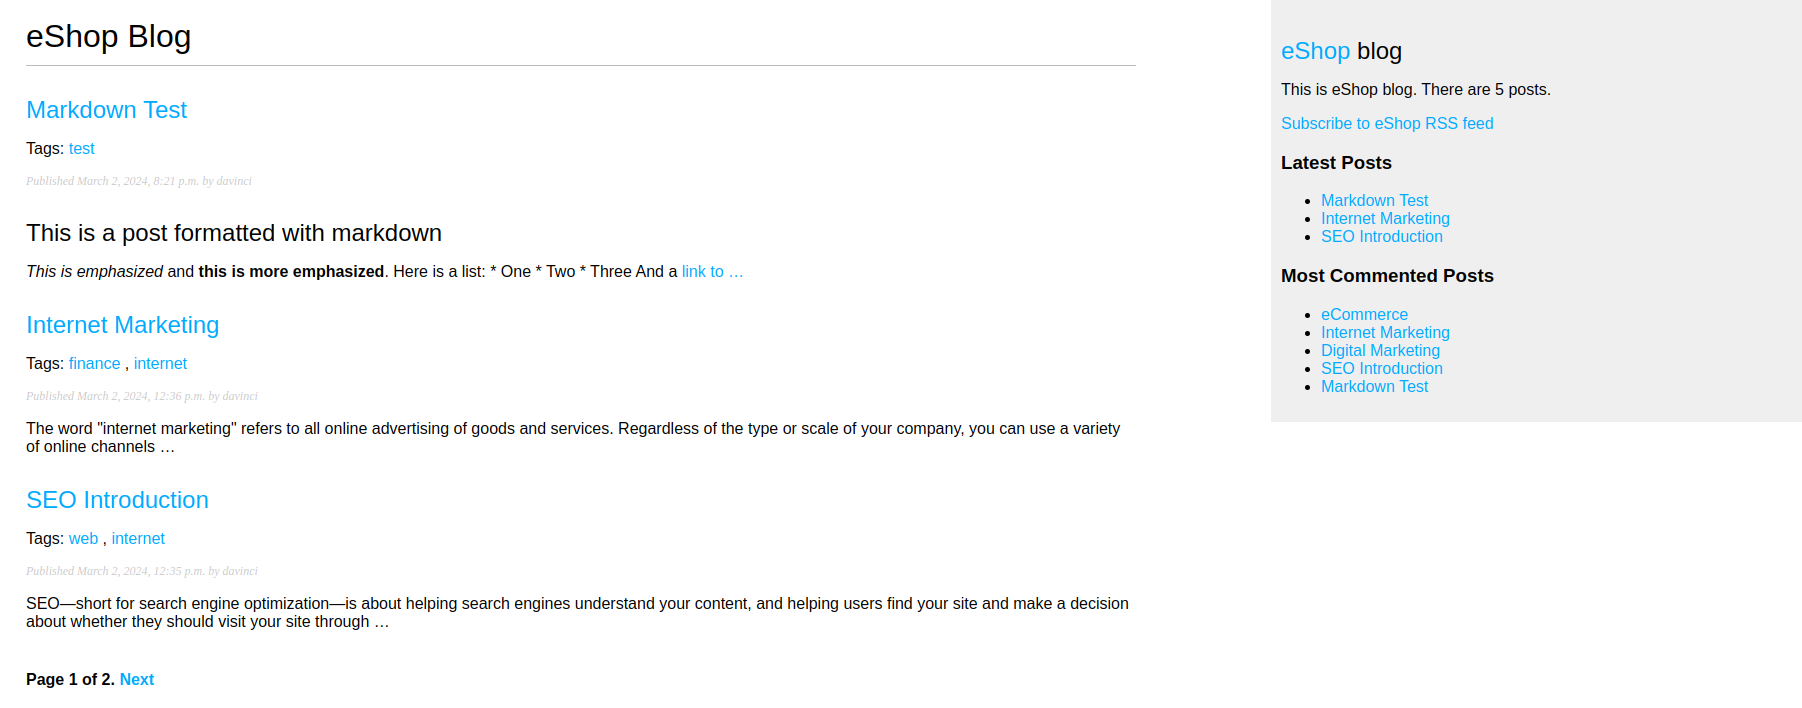 eShop Blog
Markdown Test
Tags: test
Published March 2, 2024, 8:21 p.m. by davinci
This is a post formatted with markdown
This is emphasized and this is more emphasized. Here is a list: * One * Two * Three And a link to …
Internet Marketing
Tags: finance , internet
Published March 2, 2024, 12:36 p.m. by davinci
The word "internet marketing" refers to all online advertising of goods and services. Regardless of the type or scale of your company, you can use a variety
of online channels …
SEO Introduction
Tags: web , internet
Published March 2, 2024, 12:35 p.m. by davinci
SEO—short for search engine optimization—is about helping search engines understand your content, and helping users find your site and make a decision
about whether they should visit your site through …
Page 1 of 2. Next
eShop blog
This is eShop blog. There are 5 posts.
Subscribe to eShop RSS feed
Latest Posts
• Markdown Test
• Internet Marketing
• SEO Introduction
Most Commented Posts
• eCommerce
• Internet Marketing
• Digital Marketing
• SEO Introduction
• Markdown Test